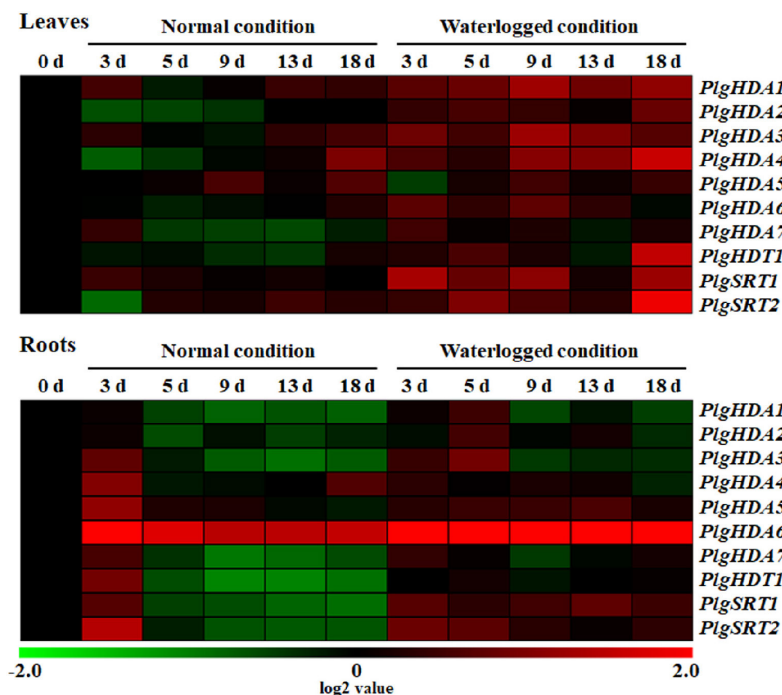 Leaves
Normal condition Waterlogged condition
0 d 3 d 5 d 9 d 13 d 18 d 3 d 5 d 9 d 13 d 18 d
PlgHDA1
PlgHDA2
PlgHDA3
PlgHDA4
PlgHDA5
PlgHDA6
PlgHDA7
PlgHDT1
PlgSRT1
PlgSRT2
Roots
Normal condition Waterlogged condition
0 d 3 d 5 d 9 d 13 d 18 d 3 d 5 d 9 d 13 d 18 d
PlgHDA1
PlgHDA2
PlgHDA3
PlgHDA4
PlgHDA5
PlgHDA6
PlgHDA7
PlgHDT1
PlgSRT1
PlgSRT2
-2.0 0 2.0
log2 value